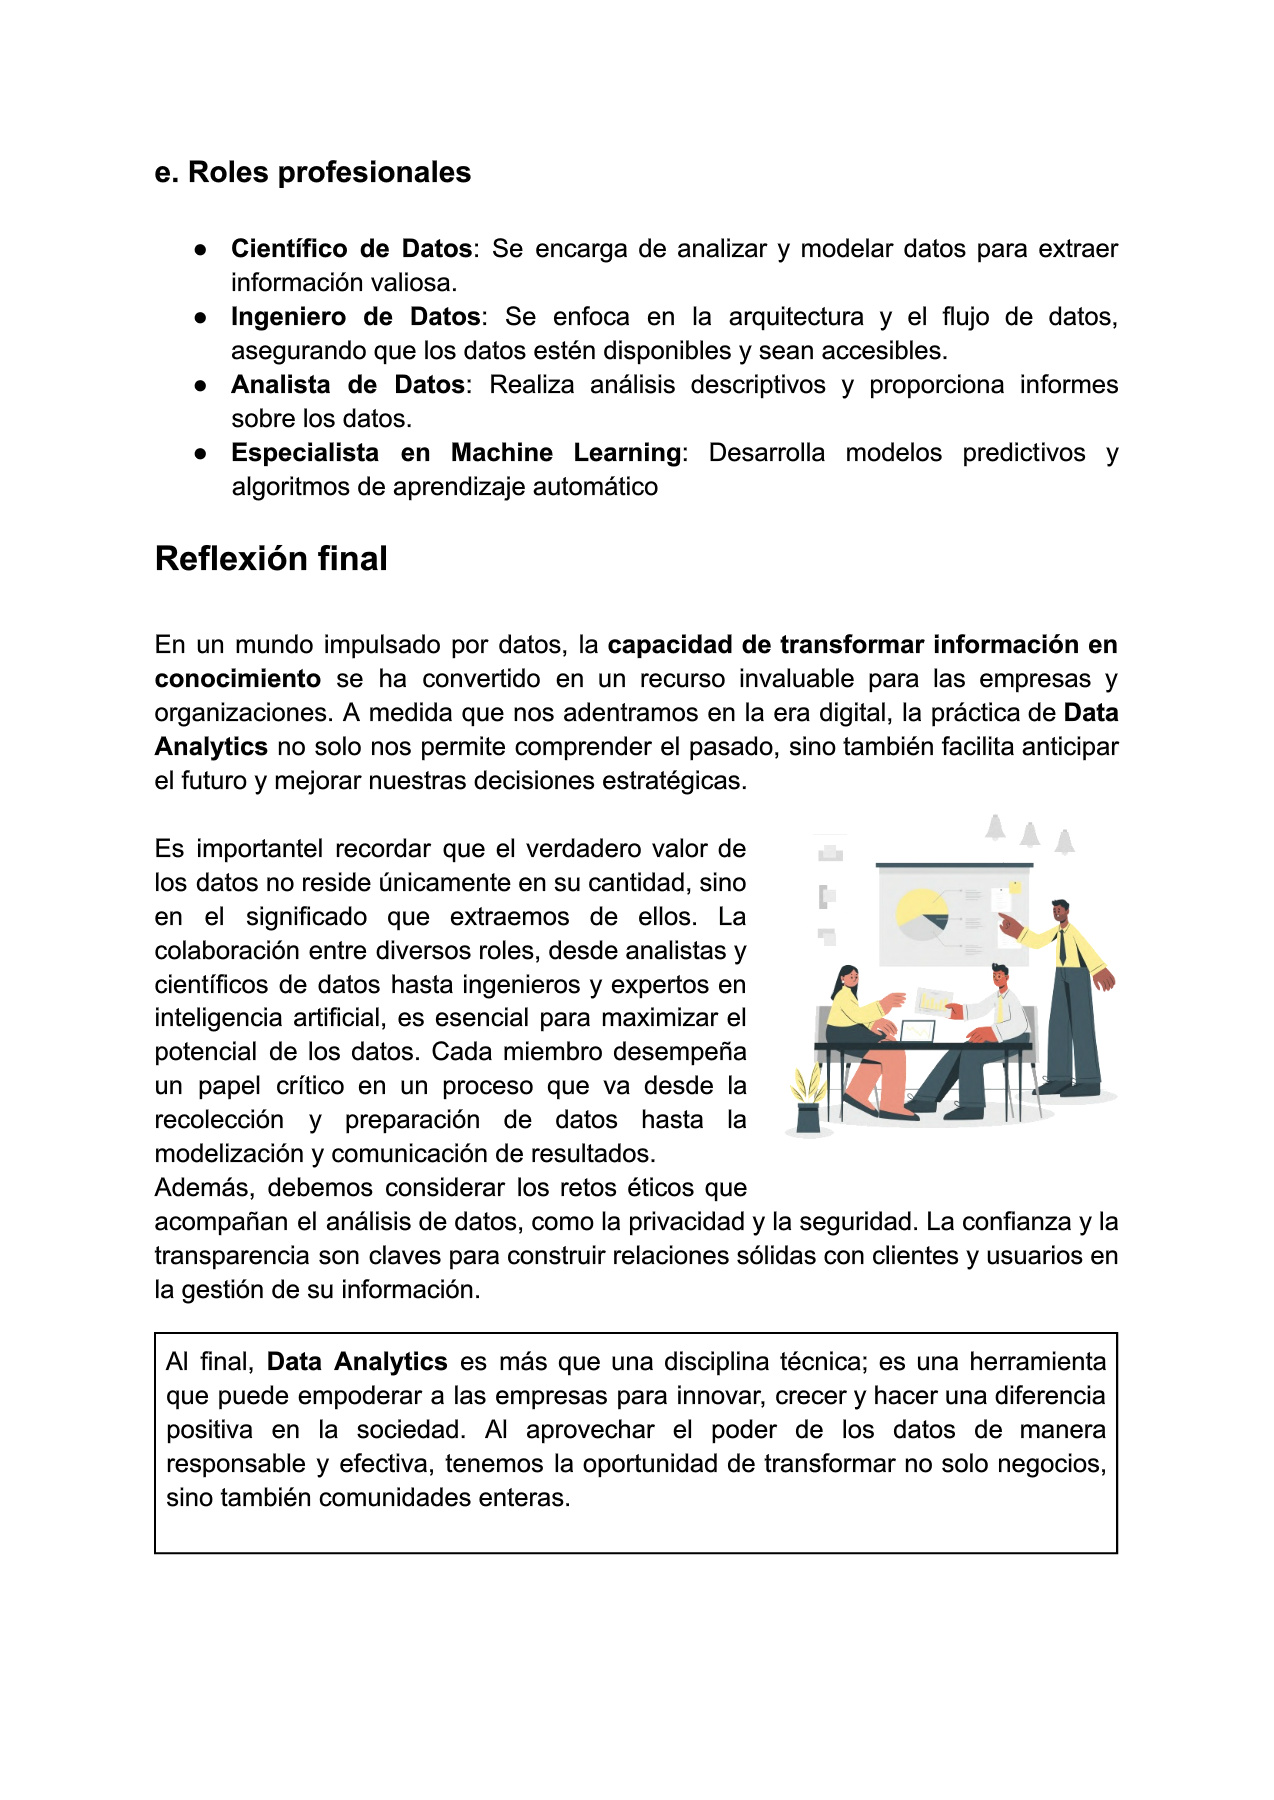 e. Roles profesionales
● Científico de Datos: Se encarga de analizar y modelar datos para extraer
información valiosa.
● Ingeniero de Datos: Se enfoca en la arquitectura y el flujo de datos,
asegurando que los datos estén disponibles y sean accesibles.
● Analista de Datos: Realiza análisis descriptivos y proporciona informes
sobre los datos.
● Especialista en Machine Learning: Desarrolla modelos predictivos y
algoritmos de aprendizaje automático
Reflexión final
En un mundo impulsado por datos, la capacidad de transformar información en
conocimiento se ha convertido en un recurso invaluable para las empresas y
organizaciones. A medida que nos adentramos en la era digital, la práctica de Data
Analytics no solo nos permite comprender el pasado, sino también facilita anticipar
el futuro y mejorar nuestras decisiones estratégicas.
Es importantel recordar que el verdadero valor de
los datos no reside únicamente en su cantidad, sino
en el significado que extraemos de ellos. La
colaboración entre diversos roles, desde analistas y
científicos de datos hasta ingenieros y expertos en
inteligencia artificial, es esencial para maximizar el
potencial de los datos. Cada miembro desempeña
un papel crítico en un proceso que va desde la
recolección y preparación de datos hasta la
modelización y comunicación de resultados.
Además, debemos considerar los retos éticos que
acompañan el análisis de datos, como la privacidad y la seguridad. La confianza y la
transparencia son claves para construir relaciones sólidas con clientes y usuarios en
la gestión de su información.
Al final, Data Analytics es más que una disciplina técnica; es una herramienta
que puede empoderar a las empresas para innovar, crecer y hacer una diferencia
positiva en la sociedad. Al aprovechar el poder de los datos de manera
responsable y efectiva, tenemos la oportunidad de transformar no solo negocios,
sino también comunidades enteras.